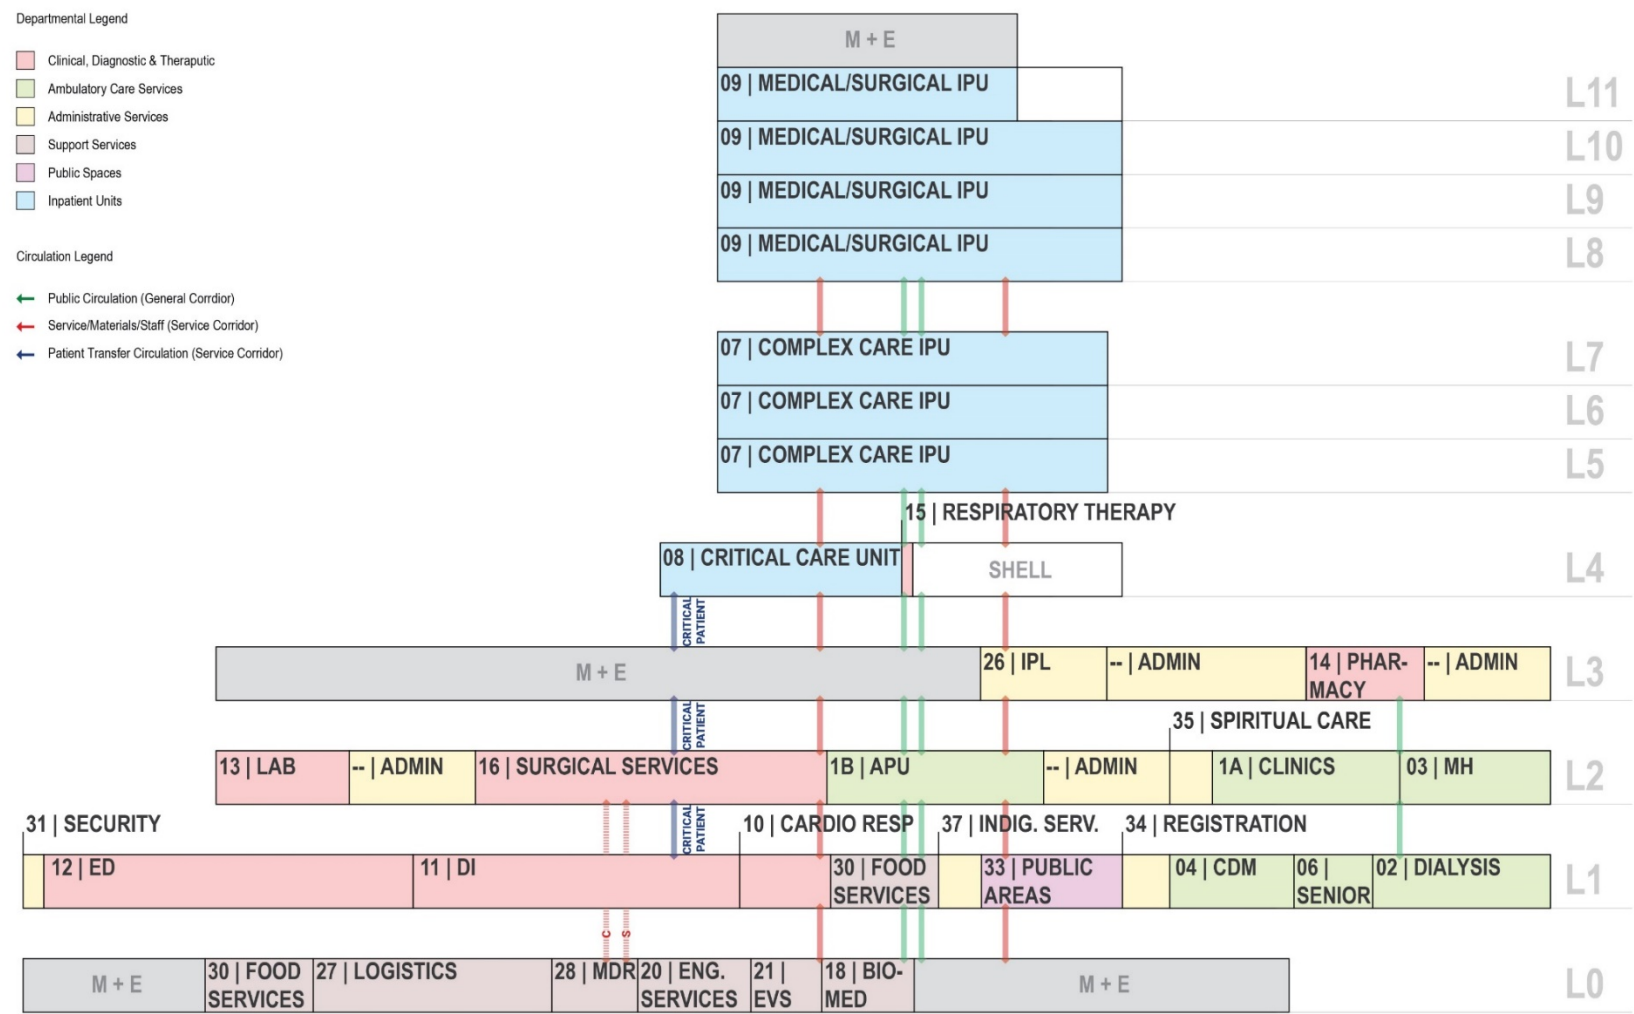 Departmental Legend
Clinical, Diagnostic & Theraputic
Ambulatory Care Services
Administrative Services
Support Services
Public Spaces
Inpatient Units
Circulation Legend
Public Circulation (General Corrdior)
Service/Materials/Staff (Service Corridor)
Patient Transfer Circulation (Service Corridor)
M + E
09 | MEDICAL/SURGICAL IPU
L11
09 | MEDICAL/SURGICAL IPU
L10
09 | MEDICAL/SURGICAL IPU
L9
09 | MEDICAL/SURGICAL IPU
L8
07 | COMPLEX CARE IPU
L7
07 | COMPLEX CARE IPU
L6
07 | COMPLEX CARE IPU
L5
15 | RESPIRATORY THERAPY
08 | CRITICAL CARE UNIT
SHELL
L4
CRITICAL
PATIENT
M + E
26 | IPL
-- | ADMIN
14 | PHAR-
MACY
-- | ADMIN
L3
CRITICAL
PATIENT
35 | SPIRITUAL CARE
13 | LAB
-- | ADMIN
16 | SURGICAL SERVICES
1B | APU
-- | ADMIN
1A | CLINICS
03 | MH
L2
CRITICAL
PATIENT
31 | SECURITY
10 | CARDIO RESP
37 | INDIG. SERV.
34 | REGISTRATION
12 | ED
11 | DI
30 | FOOD
SERVICES
33 | PUBLIC
AREAS
04 | CDM
06 |
SENIOR
02 | DIALYSIS
L1
C
S
M + E
30 | FOOD
SERVICES
27 | LOGISTICS
28 | MDR
20 | ENG.
SERVICES
21 |
EVS
18 | BIO-
MED
M + E
L0